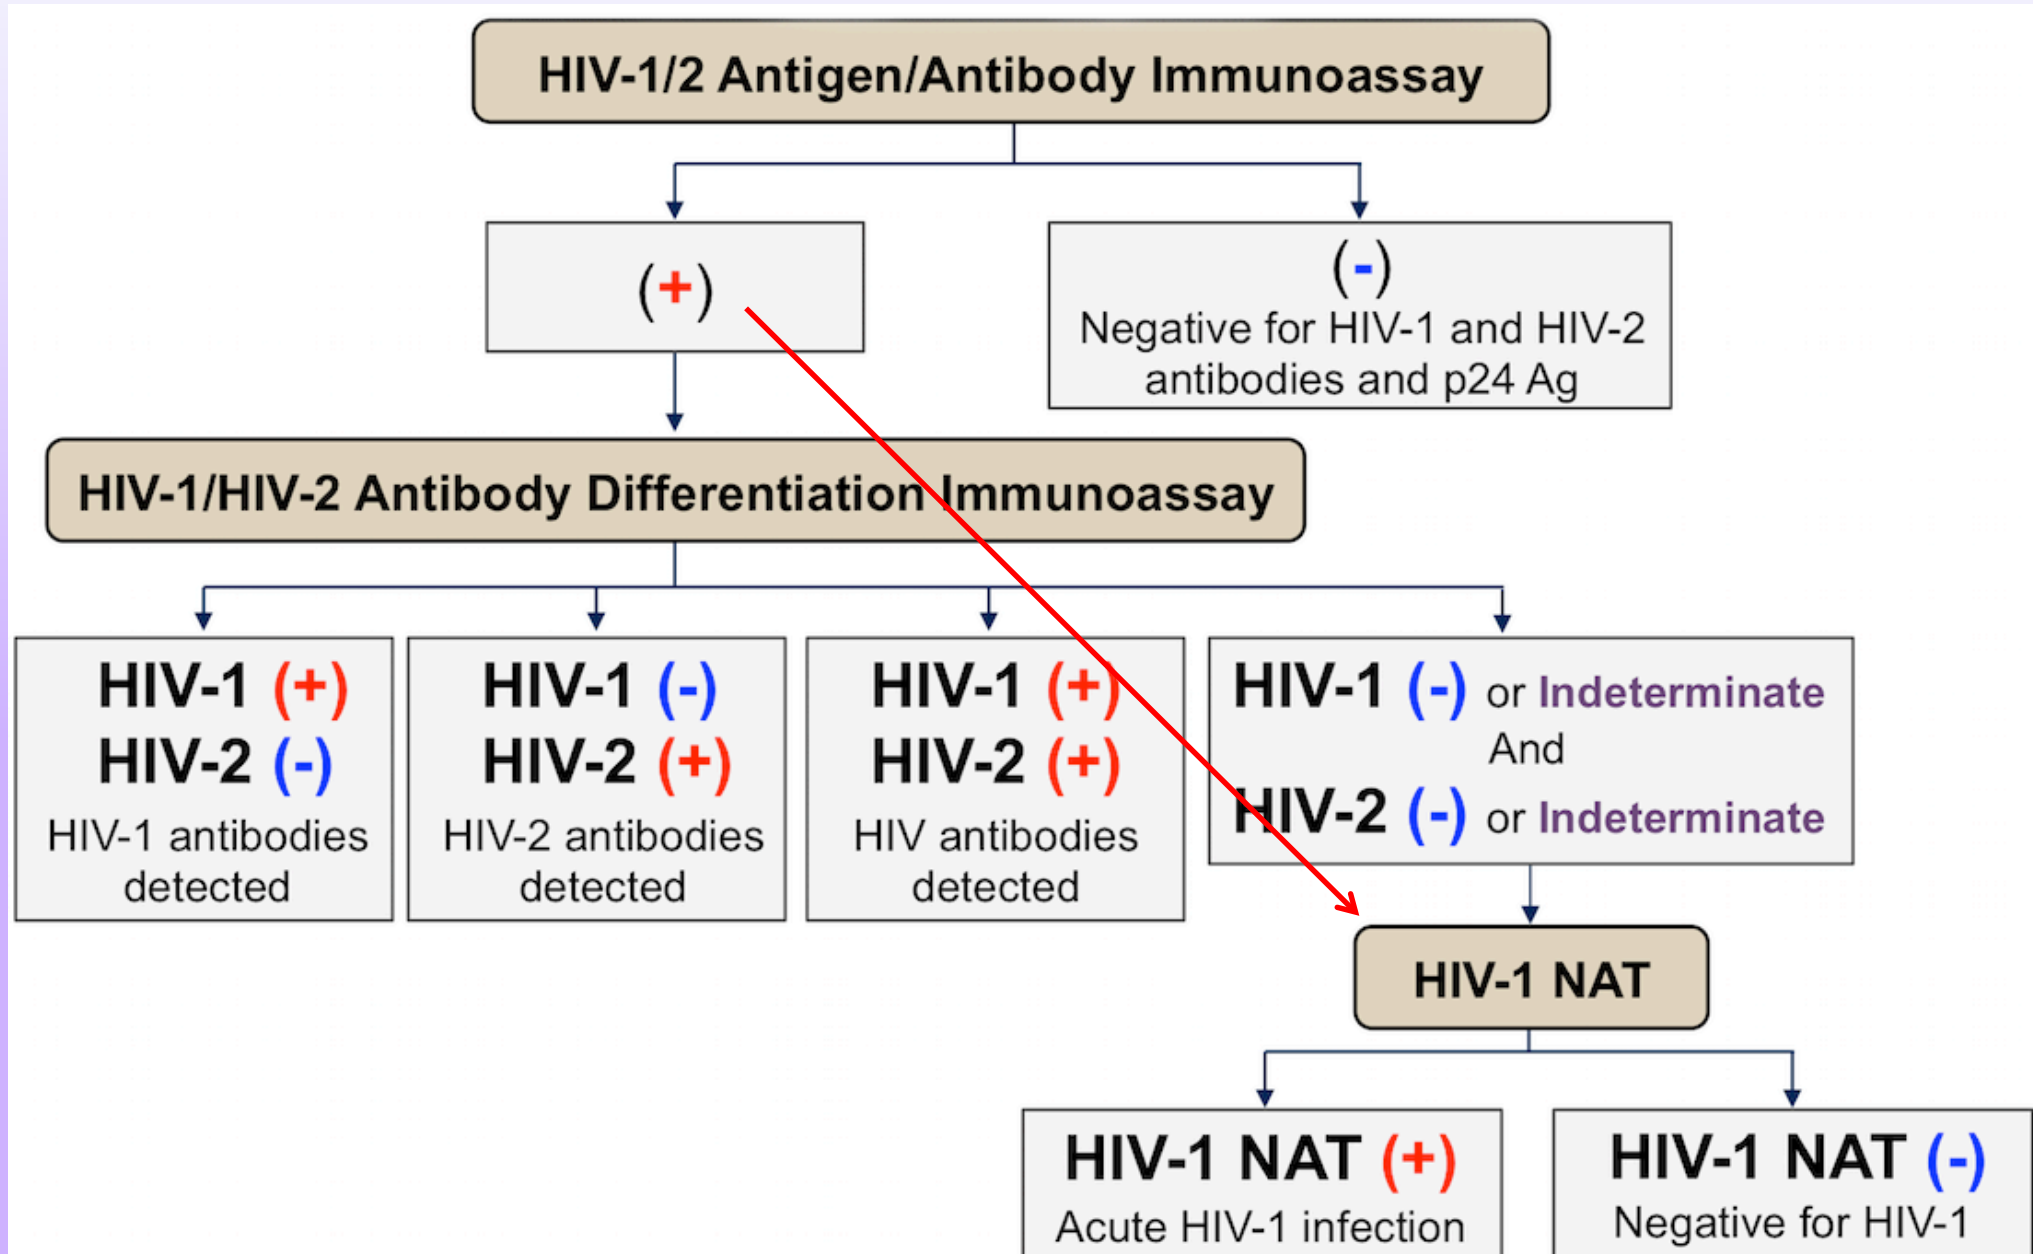 HIV-1/2 Antigen/Antibody Immunoassay
(+)
(-)
Negative for HIV-1 and HIV-2
antibodies and p24 Ag
HIV-1/HIV-2 Antibody Differentiation Immunoassay
HIV-1 (+)
HIV-2 (-)
HIV-1 antibodies
detected
HIV-1 (-)
HIV-2 (+)
HIV-2 antibodies
detected
HIV-1 (+)
HIV-2 (+)
HIV antibodies
detected
HIV-1 (-) or Indeterminate
And
HIV-2 (-) or Indeterminate
HIV-1 NAT
HIV-1 NAT (+)
Acute HIV-1 infection
HIV-1 NAT (-)
Negative for HIV-1